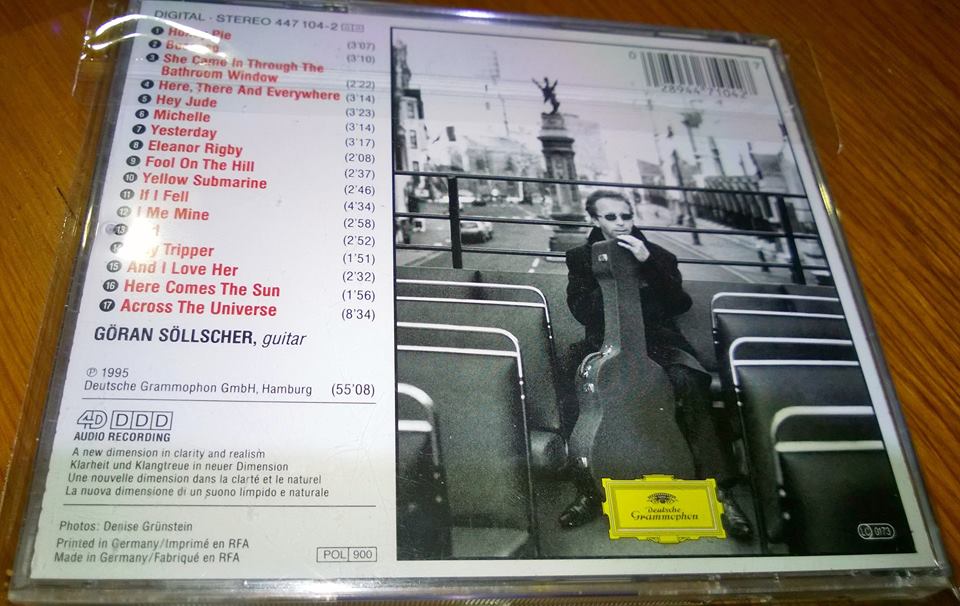 DIGITAL · STEREO 447 104-2
1 Pie (3'07)
2 (3'10)
3 She Came In Through The
Bathroom Window (2'22)
4 Here, There And Everywhere (3'14)
5 Hey Jude (3'23)
6 Michelle (3'14)
7 Yesterday (3'17)
8 Eleanor Rigby (2'08)
9 Fool On The Hill (2'37)
10 Yellow Submarine (2'46)
11 If I Fell (4'34)
12 I Me Mine (2'58)
13 (2'52)
14 Tripper (1'51)
15 And I Love Her (2'32)
16 Here Comes The Sun (1'56)
17 Across The Universe (8'34)
GÖRAN SÖLLSCHER, guitar
℗ 1995
Deutsche Grammophon GmbH, Hamburg (55'08)
4D DDD
AUDIO RECORDING
A new dimension in clarity and realism
Klarheit und Klangtreue in neuer Dimension
Une nouvelle dimension dans la clarté et le naturel
La nuova dimensione di un suono limpido e naturale
Photos: Denise Grünstein
Printed in Germany/Imprimé en RFA
Made in Germany/Fabriqué en RFA
POL 900
28944 71042 7
Deutsche
Grammophon
LC 0173